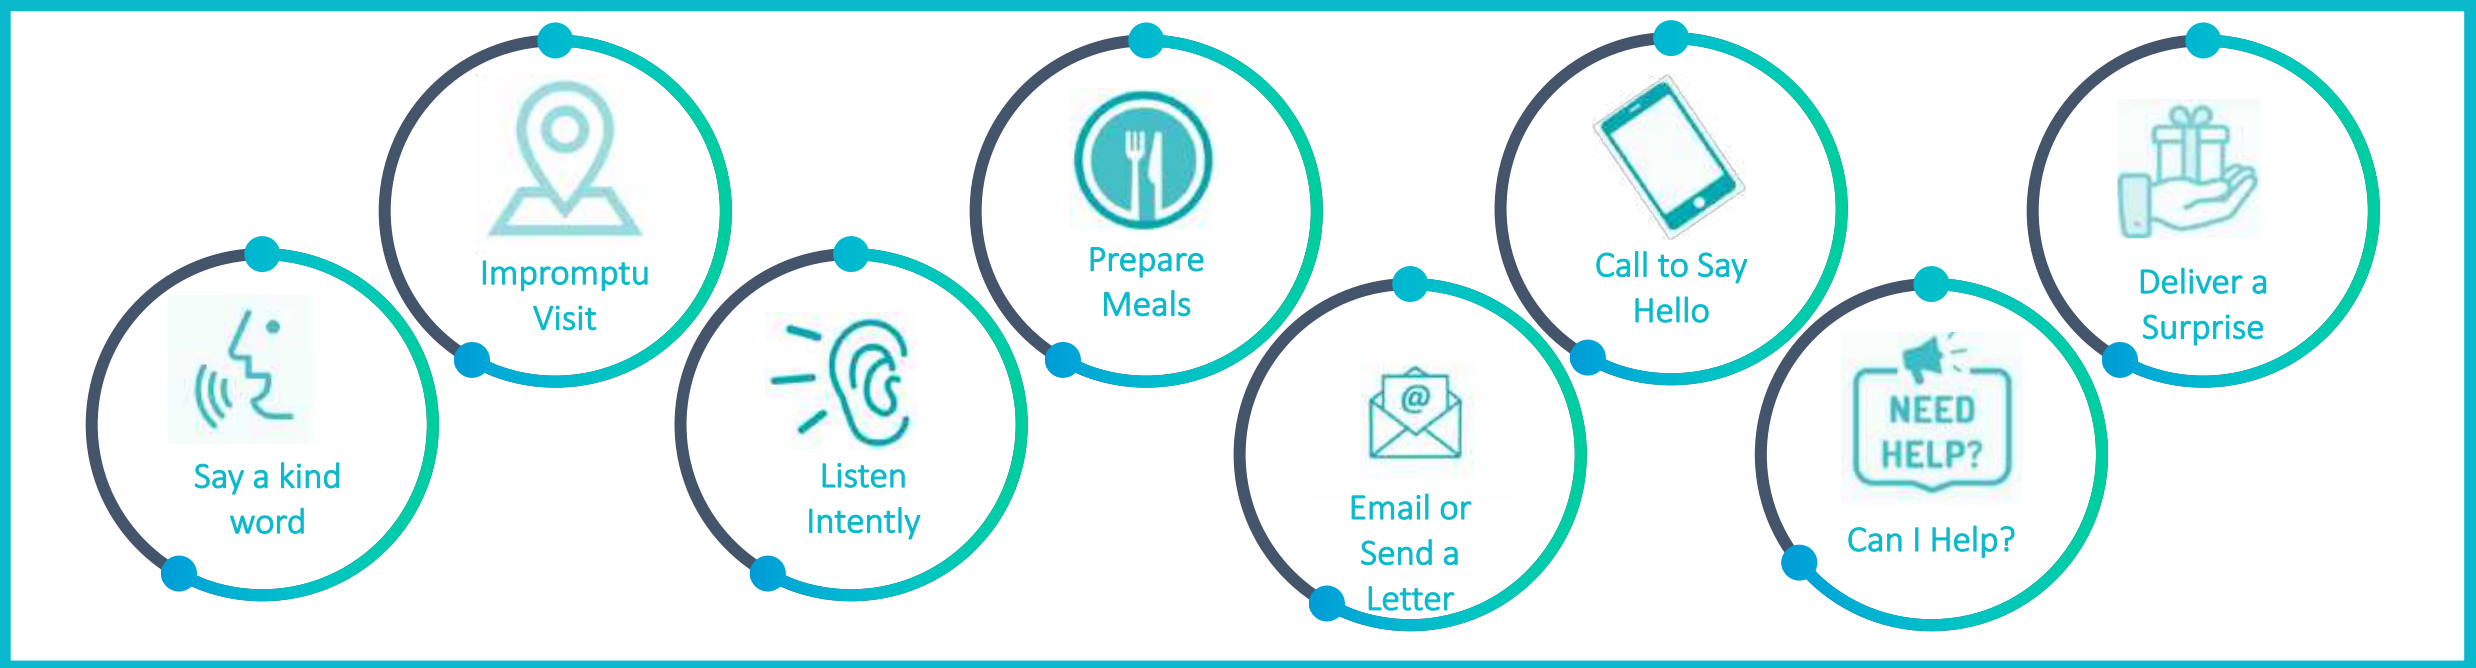 Say a kind
word
Impromptu
Visit
Listen
Intently
Prepare
Meals
@
Email or
Send a
Letter
Call to Say
Hello
NEED
HELP?
Can I Help?
Deliver a
Surprise